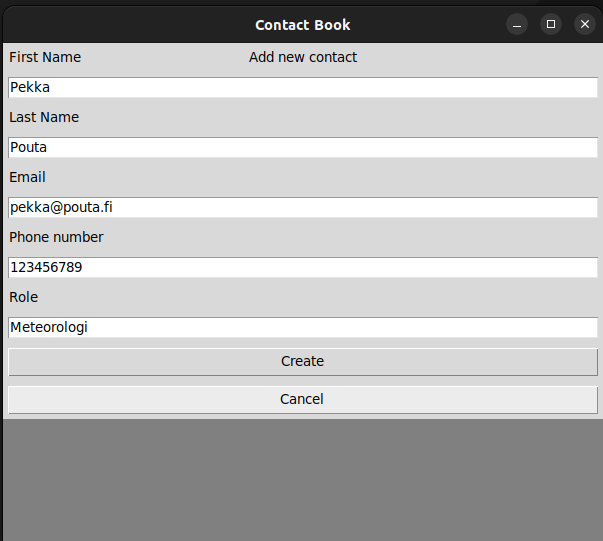 Contact Book
First Name Add new contact
Pekka
Last Name
Pouta
Email
pekka@pouta.fi
Phone number
123456789
Role
Meteorologi
Create
Cancel